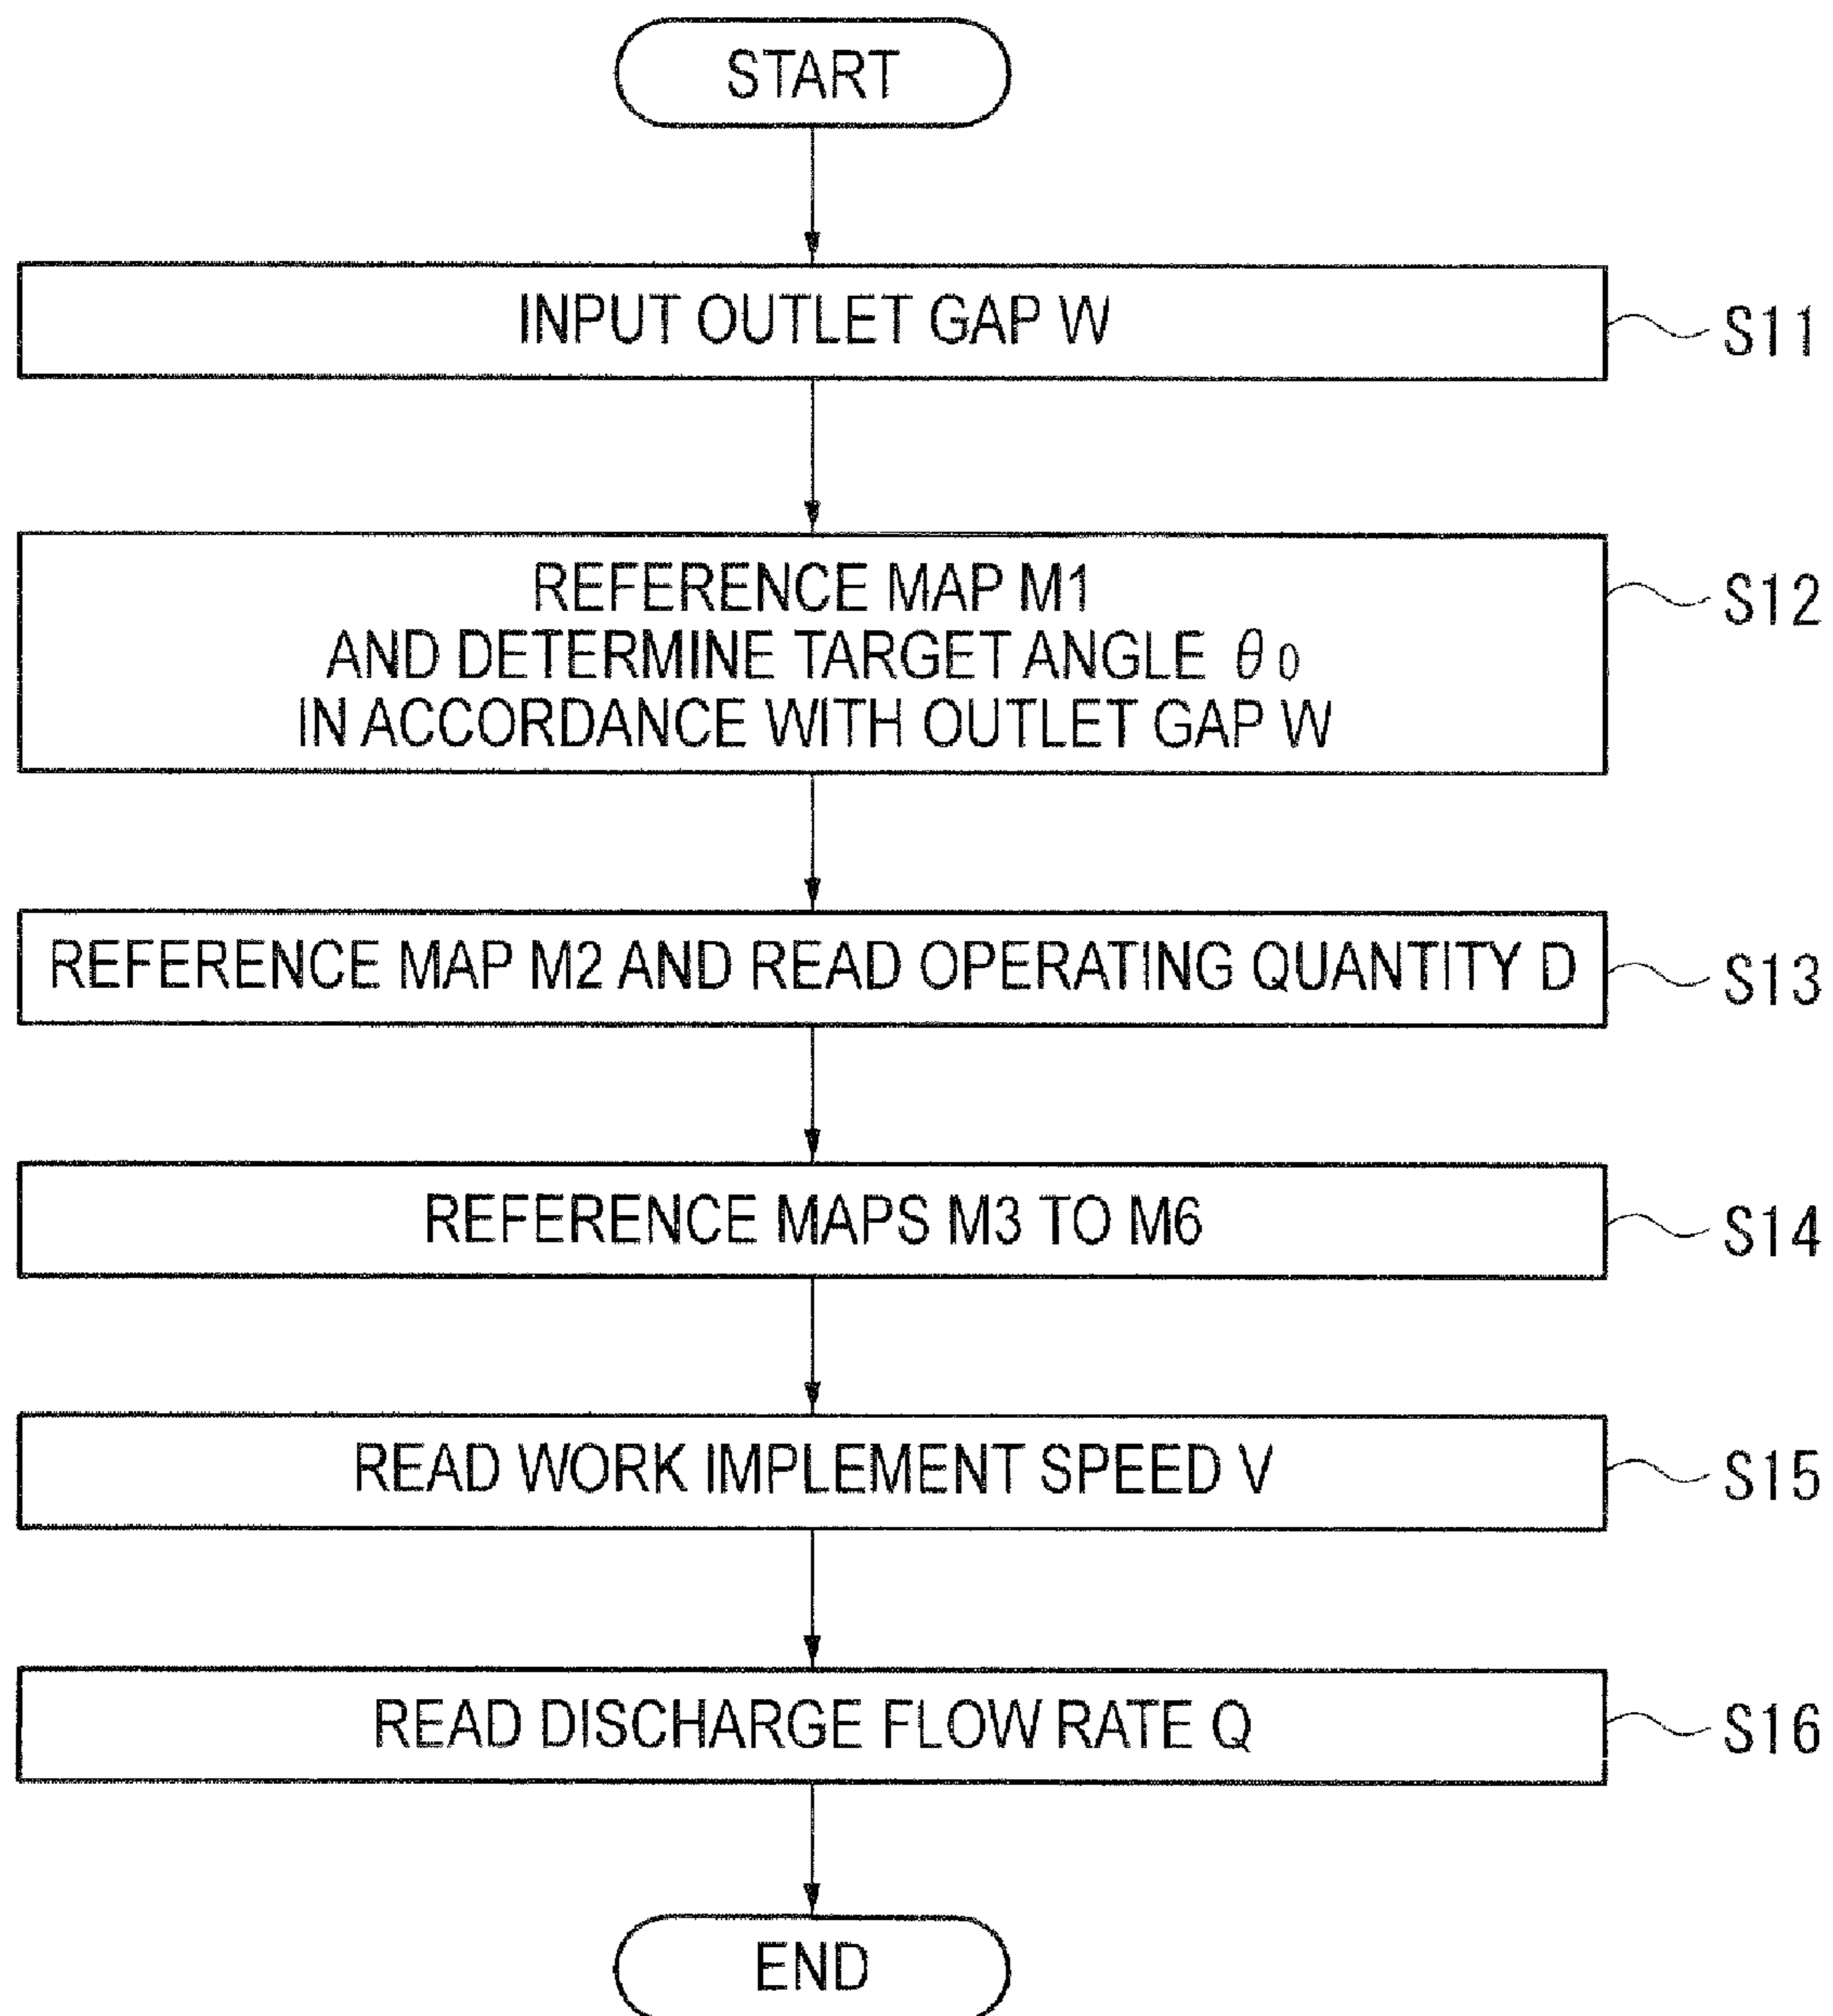 START
INPUT OUTLET GAP W
S11
REFERENCE MAP M1
AND DETERMINE TARGET ANGLE θ0
IN ACCORDANCE WITH OUTLET GAP W
S12
REFERENCE MAP M2 AND READ OPERATING QUANTITY D
S13
REFERENCE MAPS M3 TO M6
S14
READ WORK IMPLEMENT SPEED V
S15
READ DISCHARGE FLOW RATE Q
S16
END